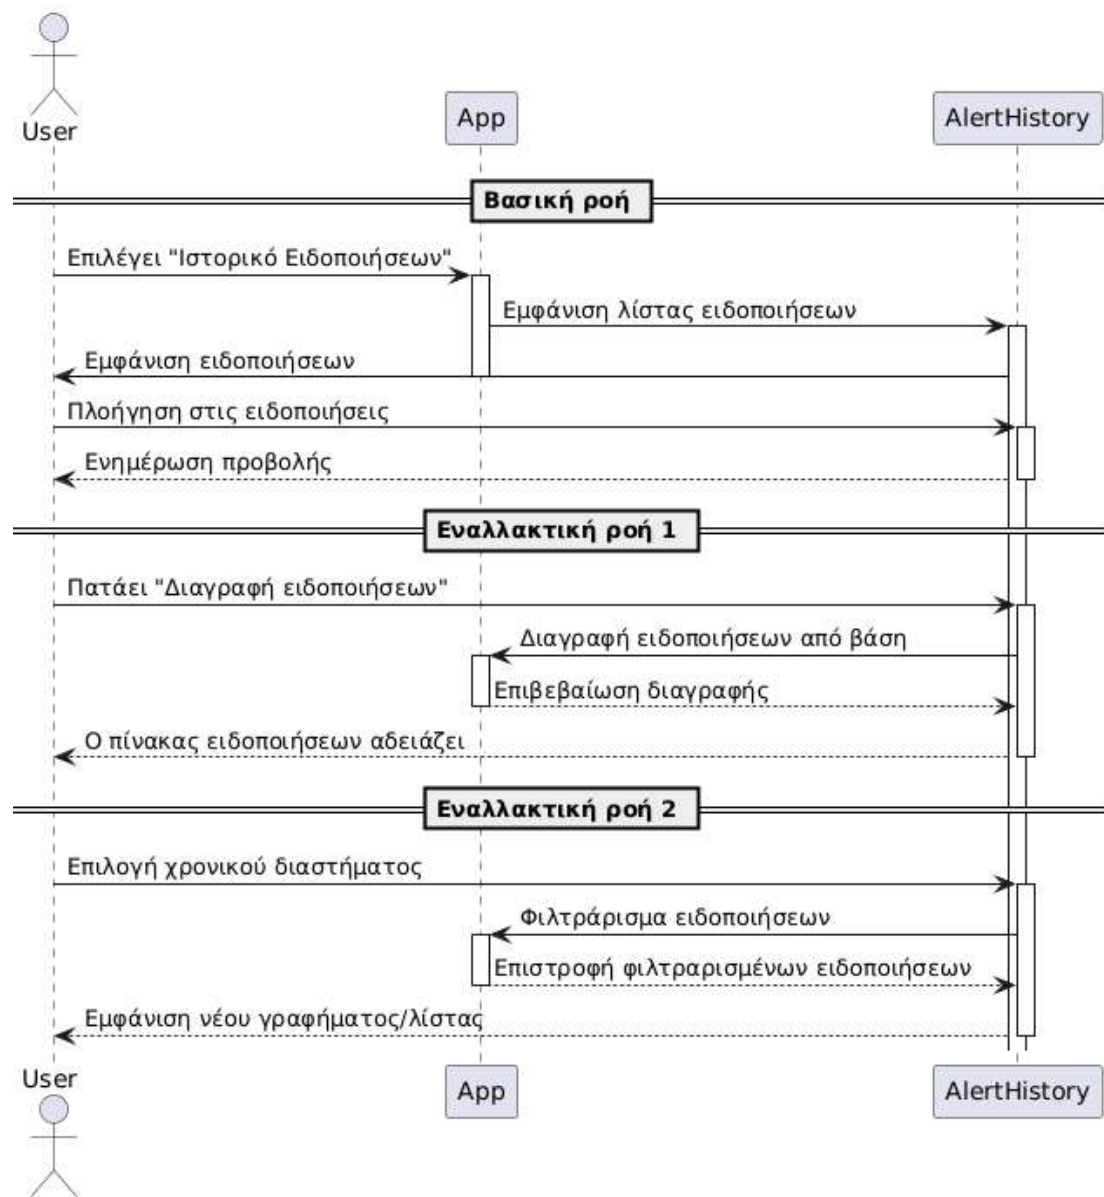 User
App
AlertHistory
Βασική ροή
Επιλέγει "Ιστορικό Ειδοποιήσεων"
Εμφάνιση λίστας ειδοποιήσεων
Εμφάνιση ειδοποιήσεων
Πλοήγηση στις ειδοποιήσεις
Ενημέρωση προβολής
Εναλλακτική ροή 1
Πατάει "Διαγραφή ειδοποιήσεων"
Διαγραφή ειδοποιήσεων από βάση
Επιβεβαίωση διαγραφής
Ο πίνακας ειδοποιήσεων αδειάζει
Εναλλακτική ροή 2
Επιλογή χρονικού διαστήματος
Φιλτράρισμα ειδοποιήσεων
Επιστροφή φιλτραρισμένων ειδοποιήσεων
Εμφάνιση νέου γραφήματος/λίστας
User
App
AlertHistory